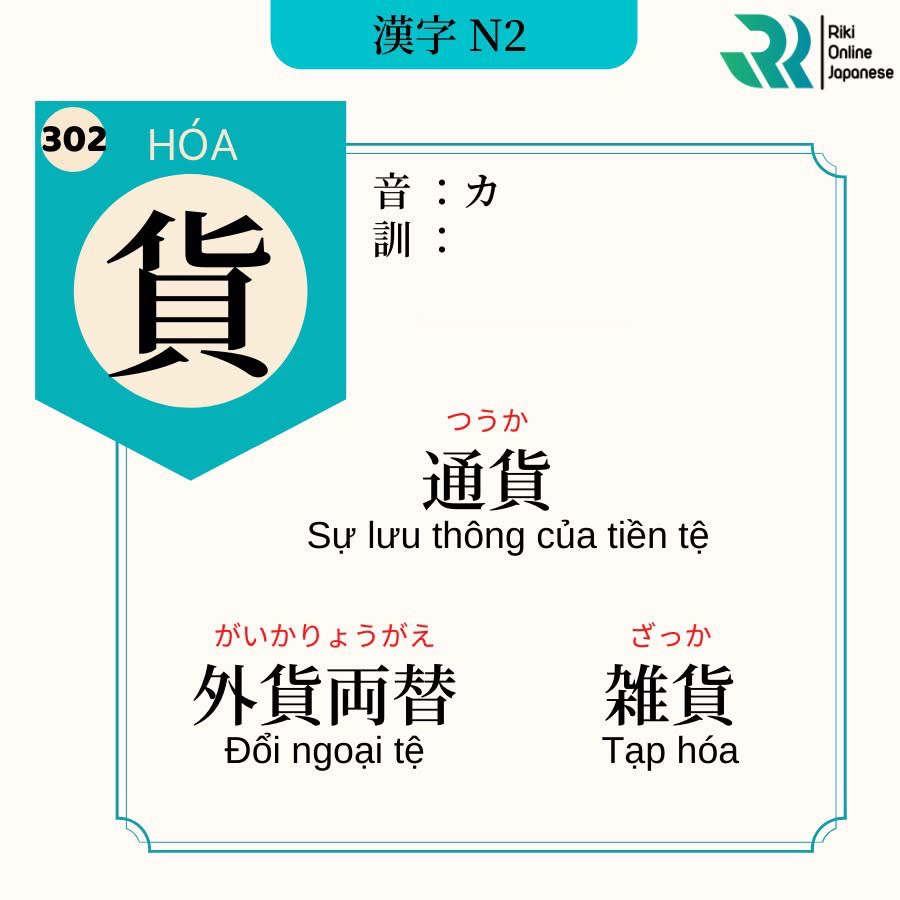 漢字 N2
Riki
Online
Japanese
302
HÓA
貨
音 ：カ
訓 ：
つうか
通貨
Sự lưu thông của tiền tệ
がいかりょうがえ
外貨両替
Đổi ngoại tệ
ざっか
雑貨
Tạp hóa